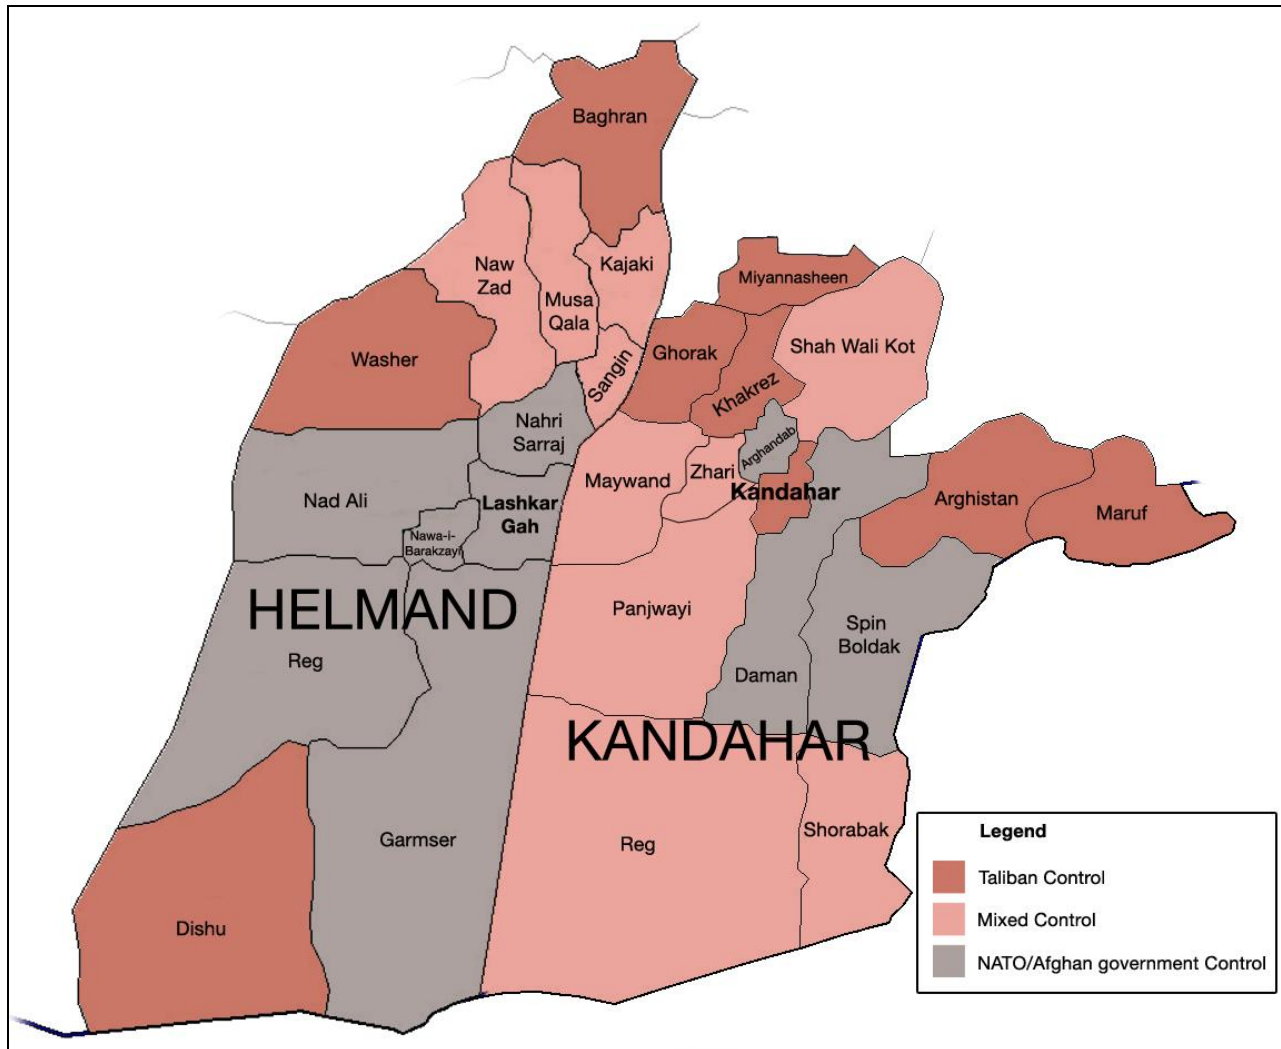 Baghran
Naw
Zad
Kajaki
Musa
Qala
Miyannasheen
Washer
Sangin
Ghorak
Khakrez
Shah Wali Kot
Nahri
Sarraj
Arghandab
Maywand
Zhari
Kandahar
Nad Ali
Lashkar
Gah
Nawa-i-
Barakzayi
Arghistan
Maruf
HELMAND
Panjwayi
Spin
Boldak
Reg
Daman
KANDAHAR
Garmser
Reg
Shorabak
Dishu
Legend
Taliban Control
Mixed Control
NATO/Afghan government Control